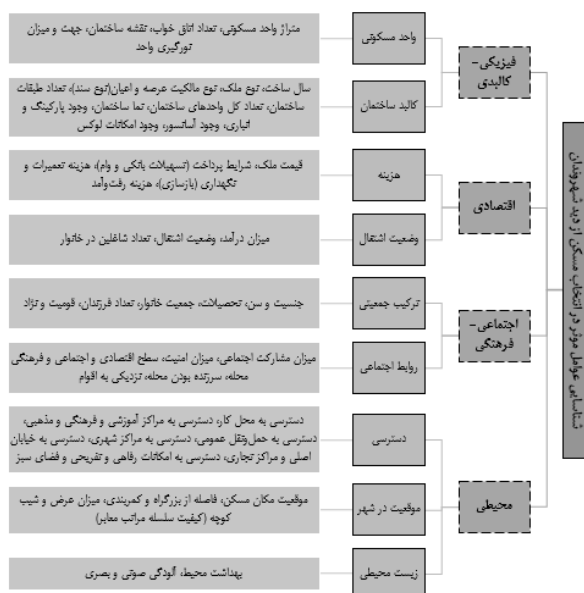 شناسایی عوامل موثر در انتخاب مسکن از دید شهروندان
فیزیکی-
کالبدی
واحد مسکونی
متراژ واحد مسکونی، تعداد اتاق خواب، نقشه ساختمان، جهت و میزان
نورگیری واحد
کالبد ساختمان
سال ساخت، نوع ملک، نوع مالکیت عرصه و اعیان(نوع سند)، تعداد طبقات
ساختمان، تعداد کل واحدهای ساختمان، نما ساختمان، وجود پارکینگ و
انباری، وجود آسانسور، وجود امکانات لوکس
اقتصادی
هزینه
قیمت ملک، شرایط پرداخت (تسهیلات بانکی و وام)، هزینه تعمیرات و
نگهداری (بازسازی)، هزینه رفت‌وآمد
وضعیت اشتغال
میزان درآمد، وضعیت اشتغال، تعداد شاغلین در خانوار
اجتماعی-
فرهنگی
ترکیب جمعیتی
جنسیت و سن، تحصیلات، جمعیت خانوار، تعداد فرزندان، قومیت و نژاد
روابط اجتماعی
میزان مشارکت اجتماعی، میزان امنیت، سطح اقتصادی و اجتماعی و فرهنگی
محله، سرزنده بودن محله، نزدیکی به اقوام
محیطی
دسترسی
دسترسی به محل کار، دسترسی به مراکز آموزشی و فرهنگی و مذهبی،
دسترسی به حمل‌ونقل عمومی، دسترسی به مراکز شهری، دسترسی به خیابان
اصلی و مراکز تجاری، دسترسی به امکانات رفاهی و تفریحی و فضای سبز
موقعیت در شهر
موقعیت مکان مسکن، فاصله از بزرگراه و کمربندی، میزان عرض و شیب
کوچه (کیفیت سلسله مراتب معابر)
زیست محیطی
بهداشت محیط، آلودگی صوتی و بصری